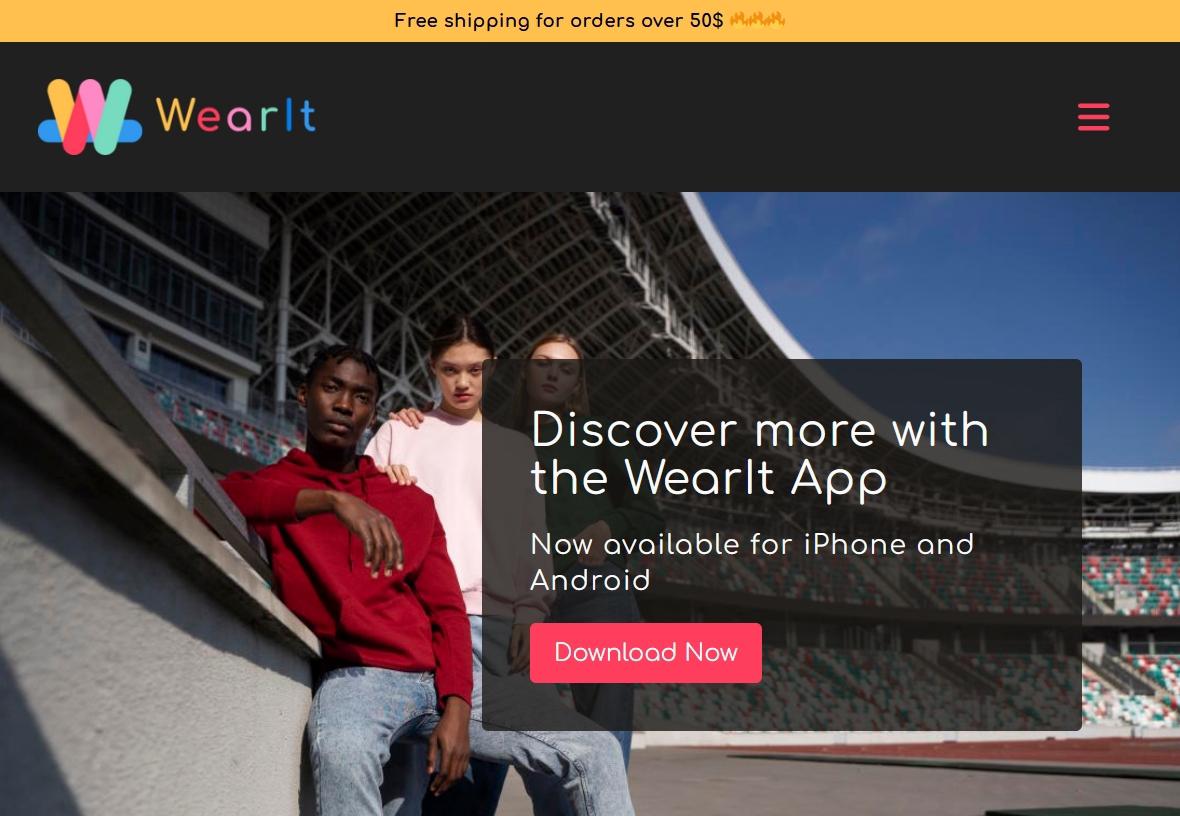 Free shipping for orders over 50$ 🔥🔥🔥
WearIt
Discover more with
the WearIt App
Now available for iPhone and
Android
Download Now